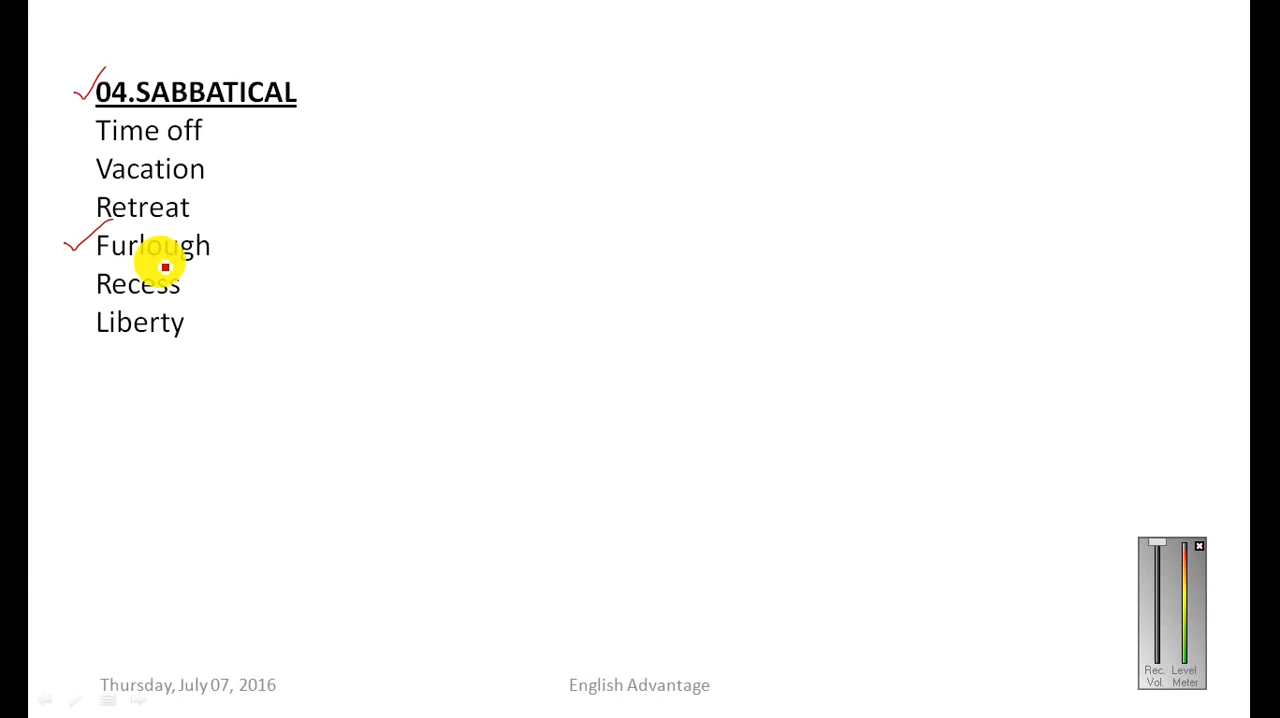 04.SABBATICAL
Time off
Vacation
Retreat
Furlough
Recess
Liberty
Rec. Level
Vol. Meter
Thursday, July 07, 2016
English Advantage